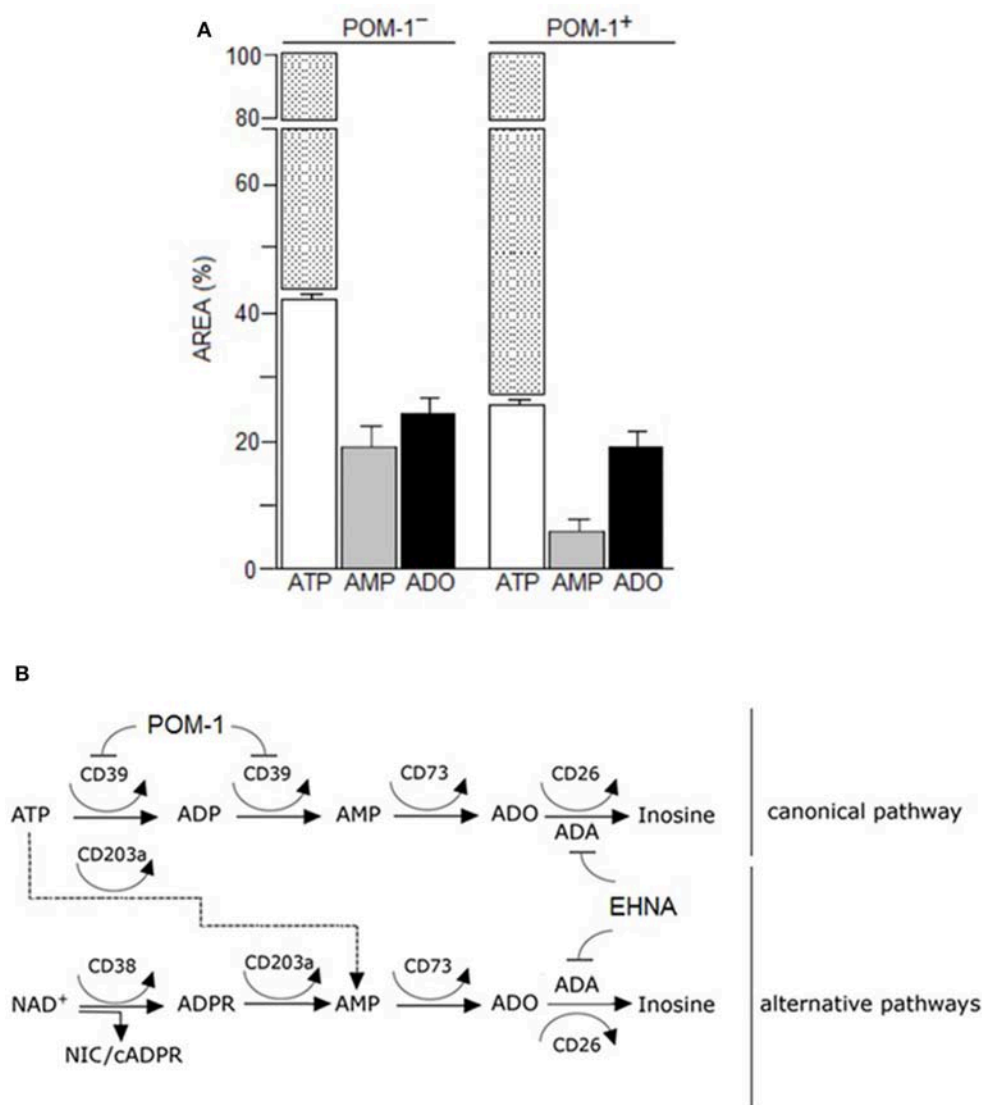 A
POM-1⁻ POM-1⁺
100
80
60
40
20
0
AREA (%)
ATP AMP ADO ATP AMP ADO
B
POM-1
CD39 CD39 CD73 CD26
ATP ADP AMP ADO Inosine canonical pathway
ADA
CD203a
EHNA
CD38 CD203a CD73 ADA
NAD⁺ ADPR AMP ADO Inosine alternative pathways
CD26
NIC/cADPR